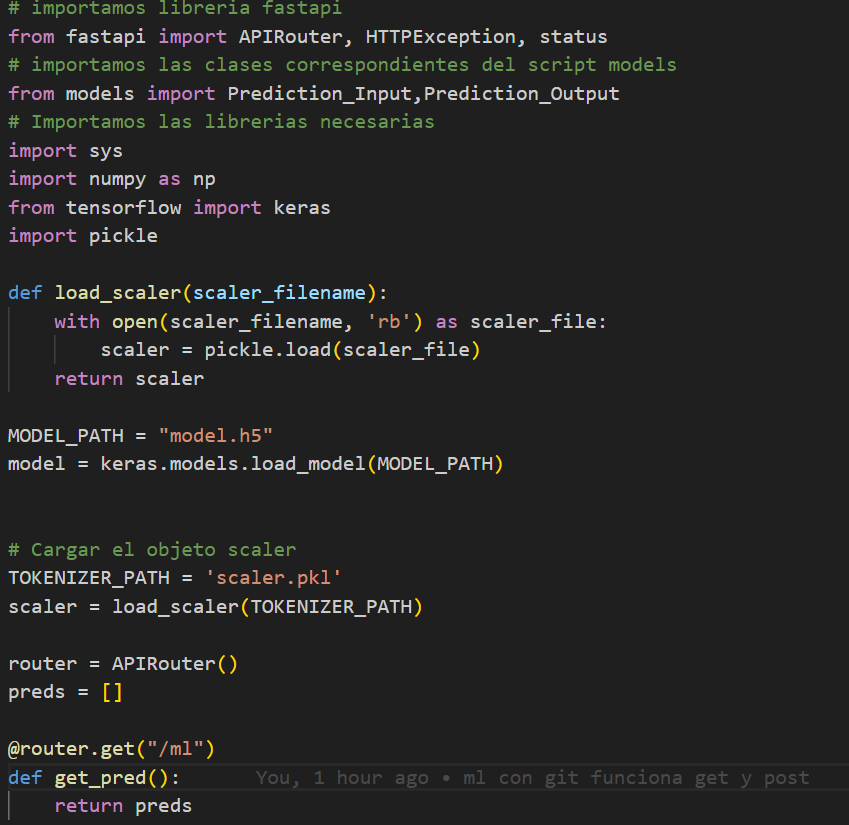 # importamos libreria fastapi
from fastapi import APIRouter, HTTPException, status
# importamos las clases correspondientes del script models
from models import Prediction_Input,Prediction_Output
# Importamos las librerias necesarias
import sys
import numpy as np
from tensorflow import keras
import pickle
def load_scaler(scaler_filename):
    with open(scaler_filename, 'rb') as scaler_file:
        scaler = pickle.load(scaler_file)
    return scaler
MODEL_PATH = "model.h5"
model = keras.models.load_model(MODEL_PATH)
# Cargar el objeto scaler
TOKENIZER_PATH = 'scaler.pkl'
scaler = load_scaler(TOKENIZER_PATH)
router = APIRouter()
preds = []
@router.get("/ml")
def get_pred():      You, 1 hour ago • ml con git funciona get y post
    return preds